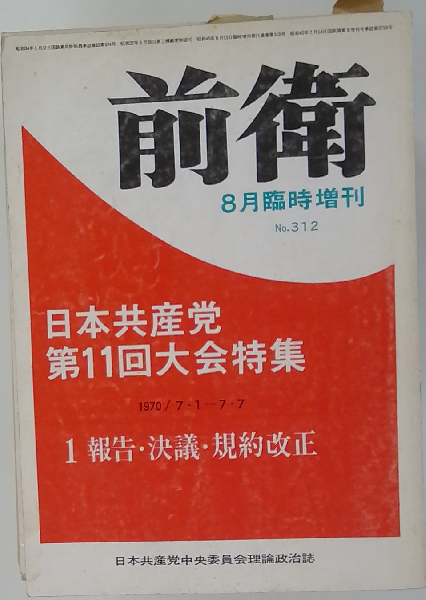 前衛
8月臨時増刊
No.312
日本共産党
第11回大会特集
1970/7・1—7・7
1 報告・決議・規約改正
日本共産党中央委員会理論政治誌